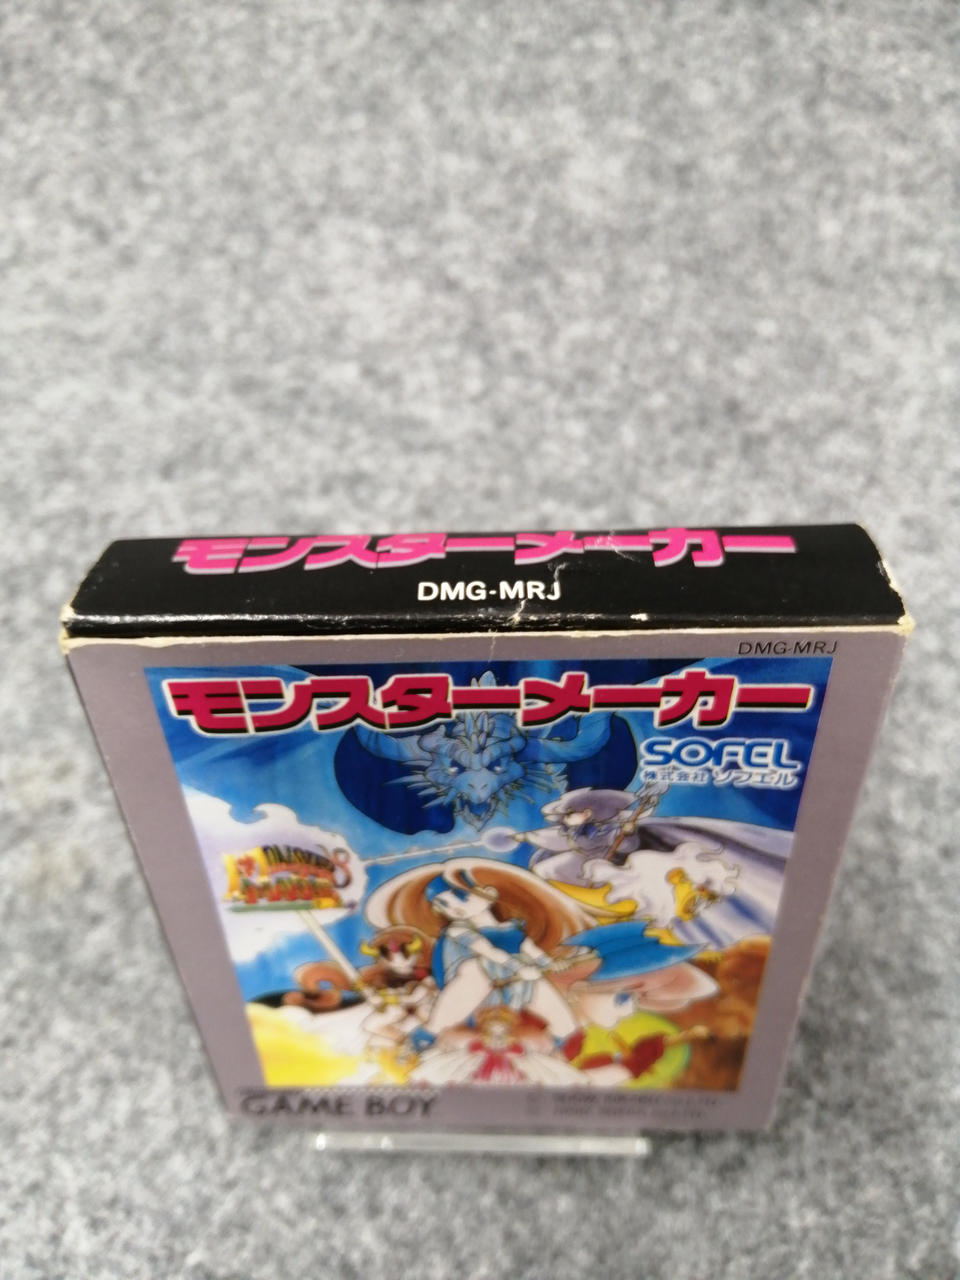 モンスターメーカー
DMG-MRJ
DMG-MRJ
モンスターメーカー
SOFEL
株式会社 ソフエル
MAKER
GAME BOY